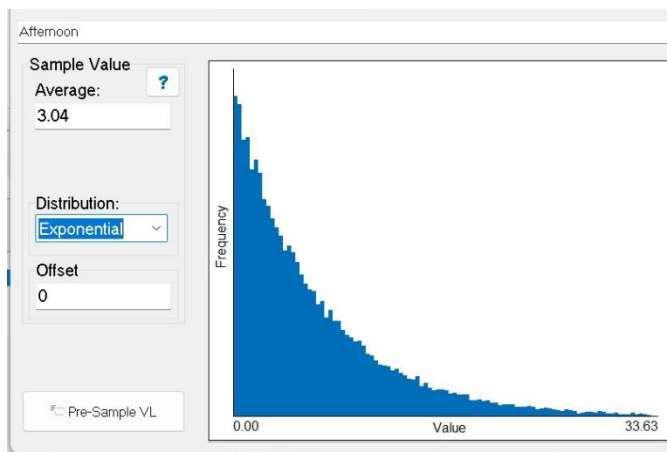 Afternoon
Sample Value
?
Average:
3.04
Distribution:
Exponential
Offset
0
Pre-Sample VL
Frequency
0.00
Value
33.63